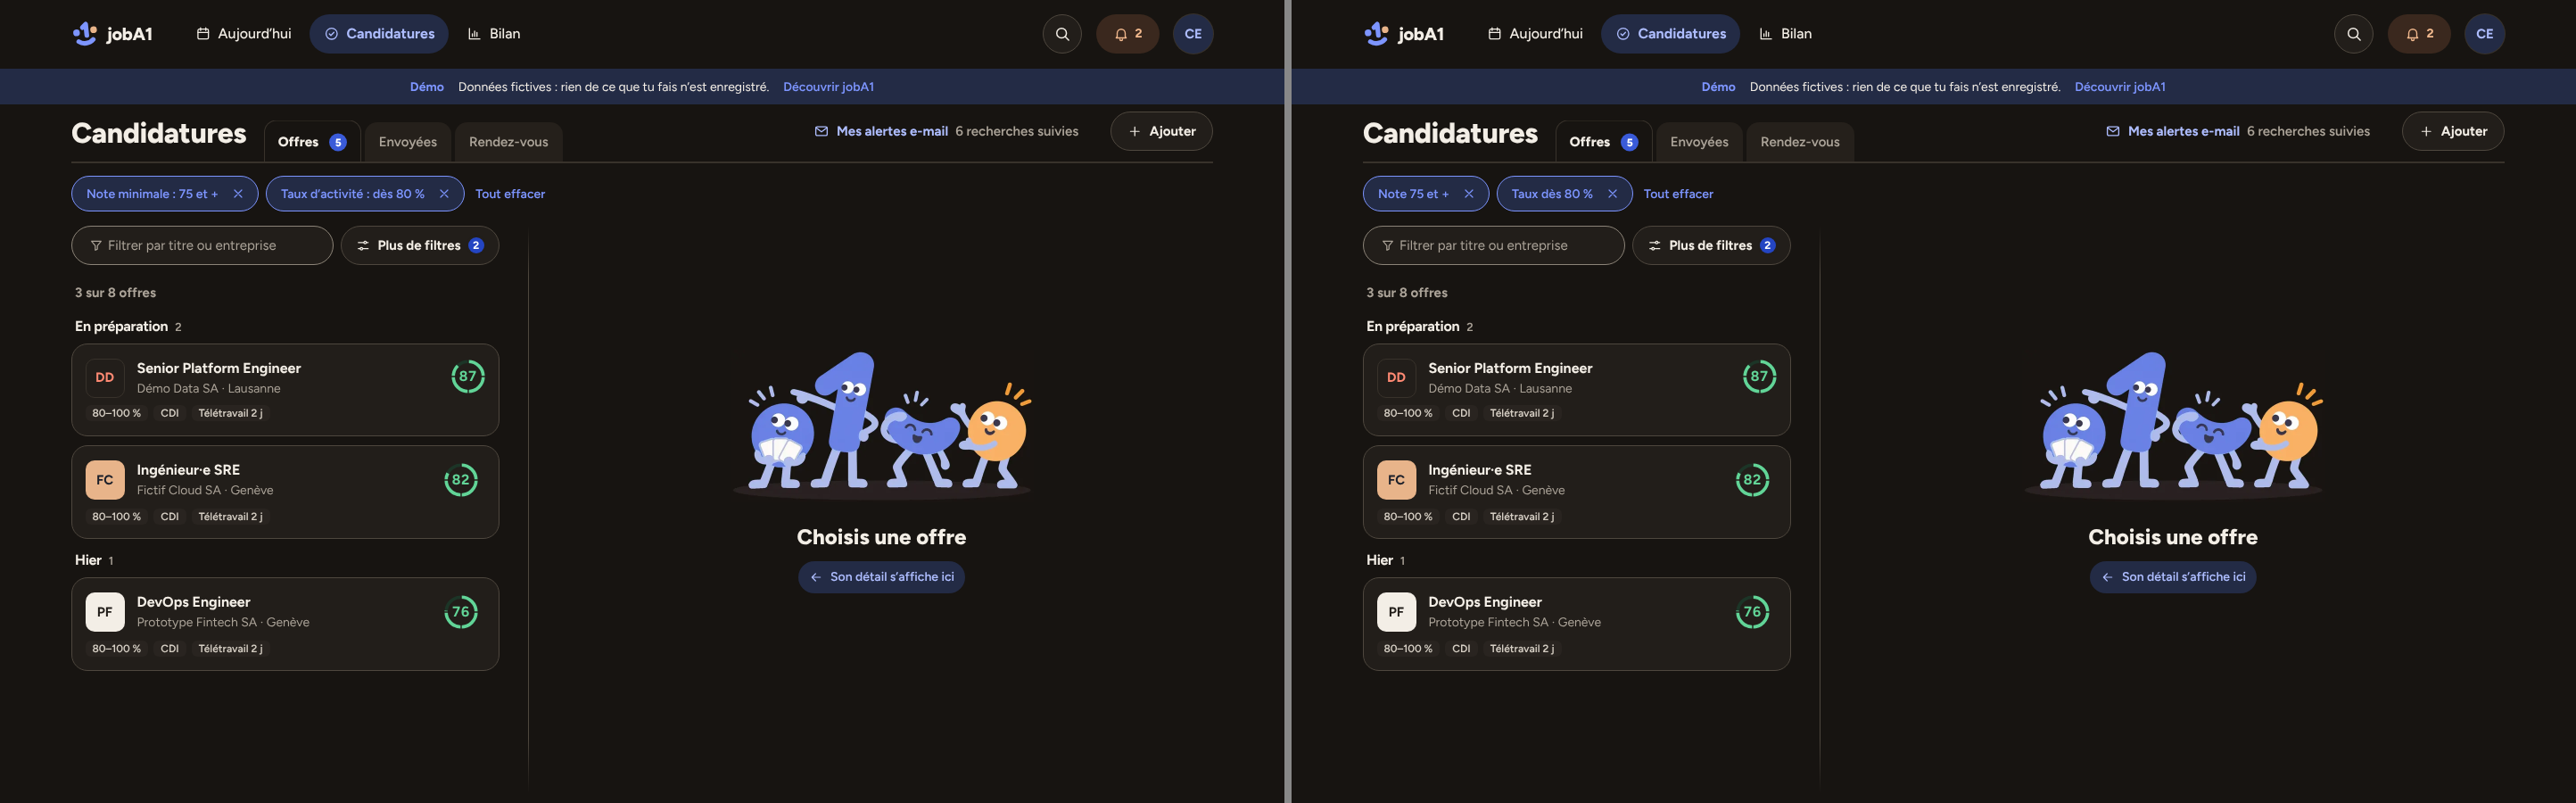 jobA1 Aujourd’hui Candidatures Bilan 2 CE
Démo Données fictives : rien de ce que tu fais n’est enregistré. Découvrir jobA1
Candidatures Offres 5 Envoyées Rendez-vous Mes alertes e-mail 6 recherches suivies + Ajouter
Note minimale : 75 et + × Taux d’activité : dès 80 % × Tout effacer
Filtrer par titre ou entreprise Plus de filtres 2
3 sur 8 offres
En préparation 2
DD Senior Platform Engineer 87
Démo Data SA · Lausanne
80–100 % CDI Télétravail 2 j
FC Ingénieur·e SRE 82
Fictif Cloud SA · Genève
80–100 % CDI Télétravail 2 j
Hier 1
PF DevOps Engineer 76
Prototype Fintech SA · Genève
80–100 % CDI Télétravail 2 j
Choisis une offre
← Son détail s’affiche ici
jobA1 Aujourd’hui Candidatures Bilan 2 CE
Démo Données fictives : rien de ce que tu fais n’est enregistré. Découvrir jobA1
Candidatures Offres 5 Envoyées Rendez-vous Mes alertes e-mail 6 recherches suivies + Ajouter
Note 75 et + × Taux dès 80 % × Tout effacer
Filtrer par titre ou entreprise Plus de filtres 2
3 sur 8 offres
En préparation 2
DD Senior Platform Engineer 87
Démo Data SA · Lausanne
80–100 % CDI Télétravail 2 j
FC Ingénieur·e SRE 82
Fictif Cloud SA · Genève
80–100 % CDI Télétravail 2 j
Hier 1
PF DevOps Engineer 76
Prototype Fintech SA · Genève
80–100 % CDI Télétravail 2 j
Choisis une offre
← Son détail s’affiche ici